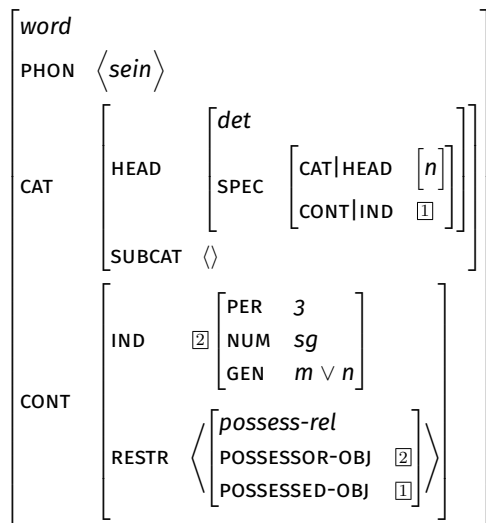 word
PHON ⟨sein⟩
det
HEAD
CAT|HEAD [n]
SPEC
CAT
CONT|IND 1
SUBCAT ⟨⟩
PER 3
IND 2 NUM sg
GEN m ∨ n
CONT
possess-rel
RESTR ⟨ POSSESSOR-OBJ 2 ⟩
POSSESSED-OBJ 1